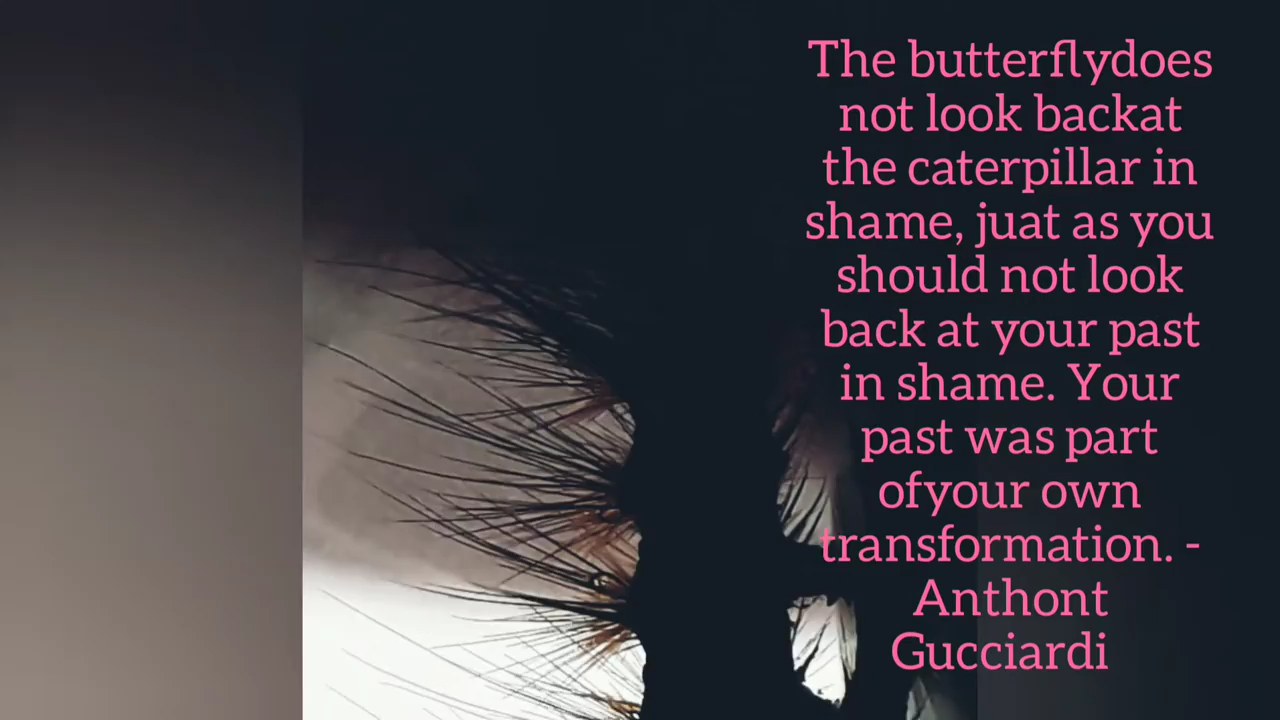 The butterflydoes
not look backat
the caterpillar in
shame, juat as you
should not look
back at your past
in shame. Your
past was part
ofyour own
transformation. -
Anthont
Gucciardi